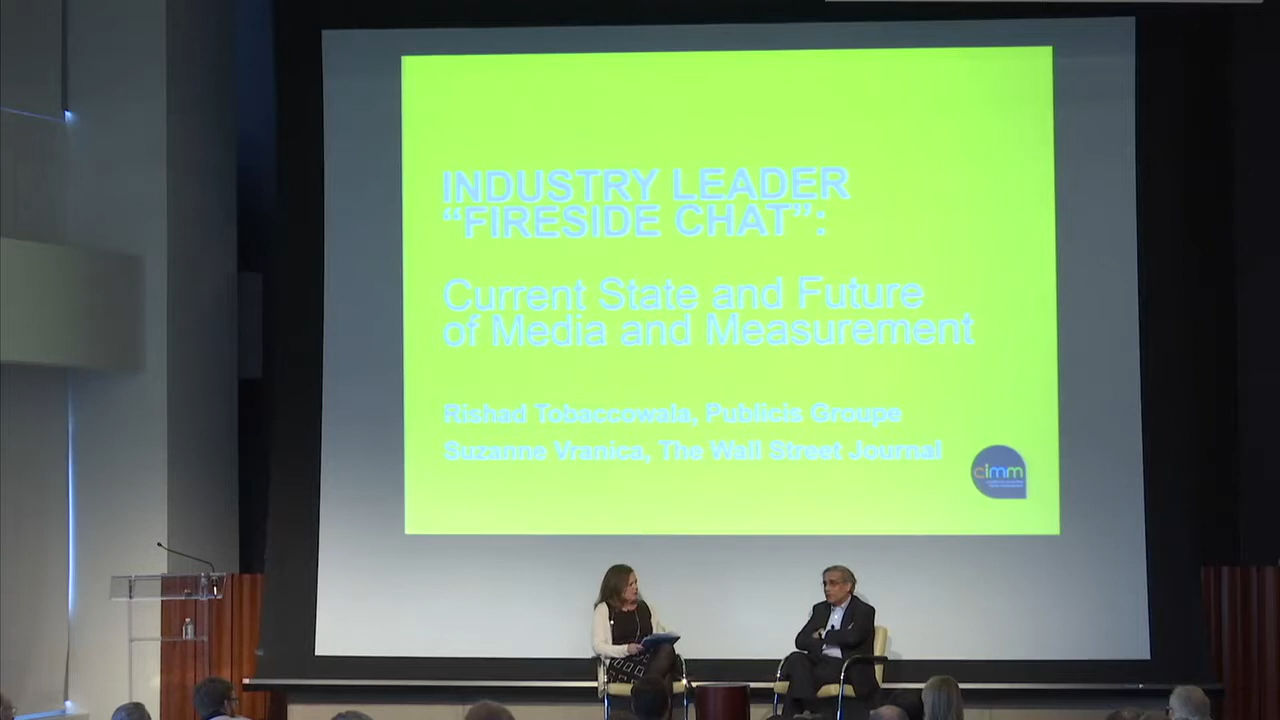 INDUSTRY LEADER
“FIRESIDE CHAT”:
Current State and Future
of Media and Measurement
Rishad Tobaccowala, Publicis Groupe
Suzanne Vranica, The Wall Street Journal
cimm